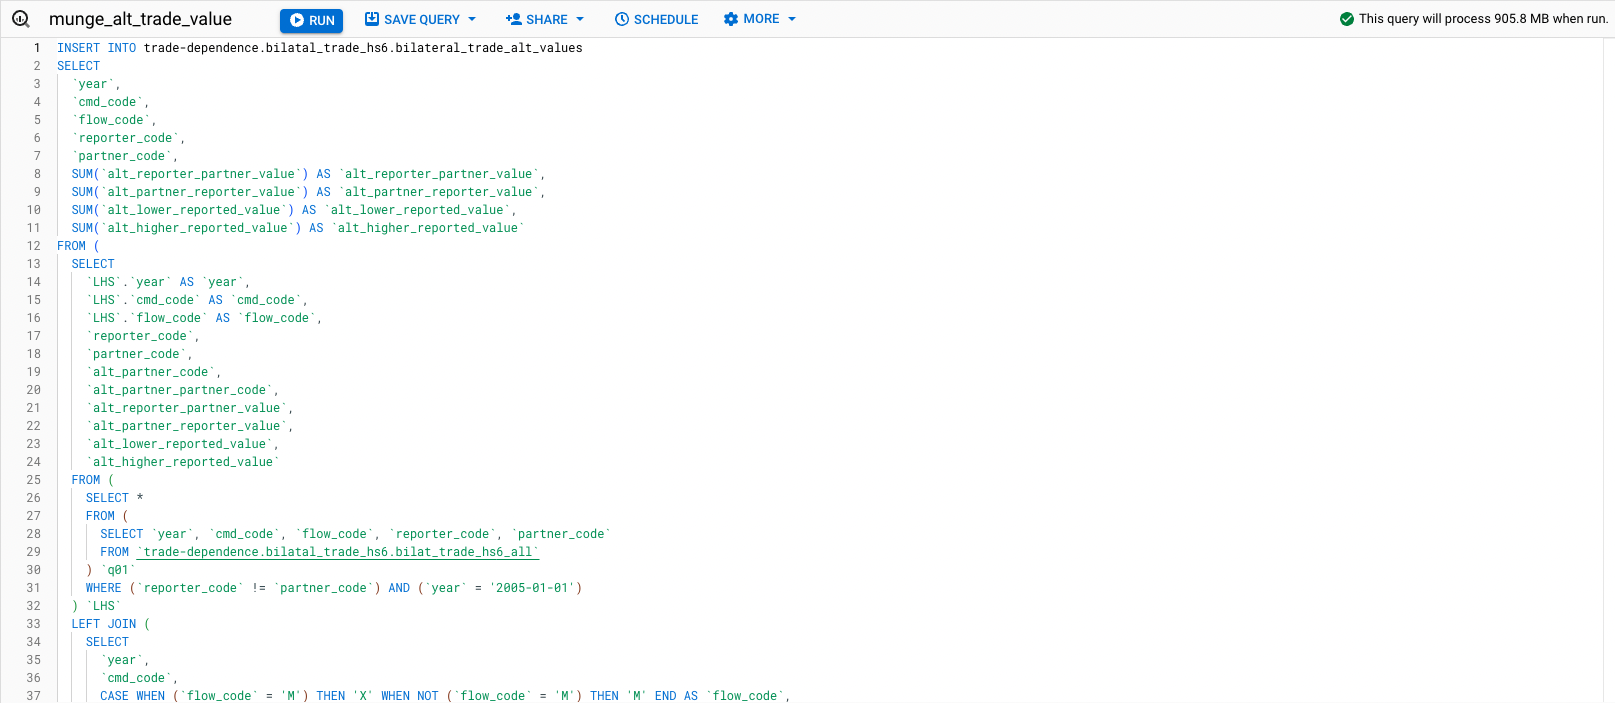 munge_alt_trade_value RUN SAVE QUERY SHARE SCHEDULE MORE This query will process 905.8 MB when run.
1 INSERT INTO trade-dependence.bilatal_trade_hs6.bilateral_trade_alt_values
2 SELECT
3 `year`,
4 `cmd_code`,
5 `flow_code`,
6 `reporter_code`,
7 `partner_code`,
8 SUM(`alt_reporter_partner_value`) AS `alt_reporter_partner_value`,
9 SUM(`alt_partner_reporter_value`) AS `alt_partner_reporter_value`,
10 SUM(`alt_lower_reported_value`) AS `alt_lower_reported_value`,
11 SUM(`alt_higher_reported_value`) AS `alt_higher_reported_value`
12 FROM (
13 SELECT
14 `LHS`.`year` AS `year`,
15 `LHS`.`cmd_code` AS `cmd_code`,
16 `LHS`.`flow_code` AS `flow_code`,
17 `reporter_code`,
18 `partner_code`,
19 `alt_partner_code`,
20 `alt_partner_partner_code`,
21 `alt_reporter_partner_value`,
22 `alt_partner_reporter_value`,
23 `alt_lower_reported_value`,
24 `alt_higher_reported_value`
25 FROM (
26 SELECT *
27 FROM (
28 SELECT `year`, `cmd_code`, `flow_code`, `reporter_code`, `partner_code`
29 FROM `trade-dependence.bilatal_trade_hs6.bilat_trade_hs6_all`
30 ) `q01`
31 WHERE (`reporter_code` != `partner_code`) AND (`year` = '2005-01-01')
32 ) `LHS`
33 LEFT JOIN (
34 SELECT
35 `year`,
36 `cmd_code`,
37 CASE WHEN (`flow_code` = 'M') THEN 'X' WHEN NOT (`flow_code` = 'M') THEN 'M' END AS `flow_code`,